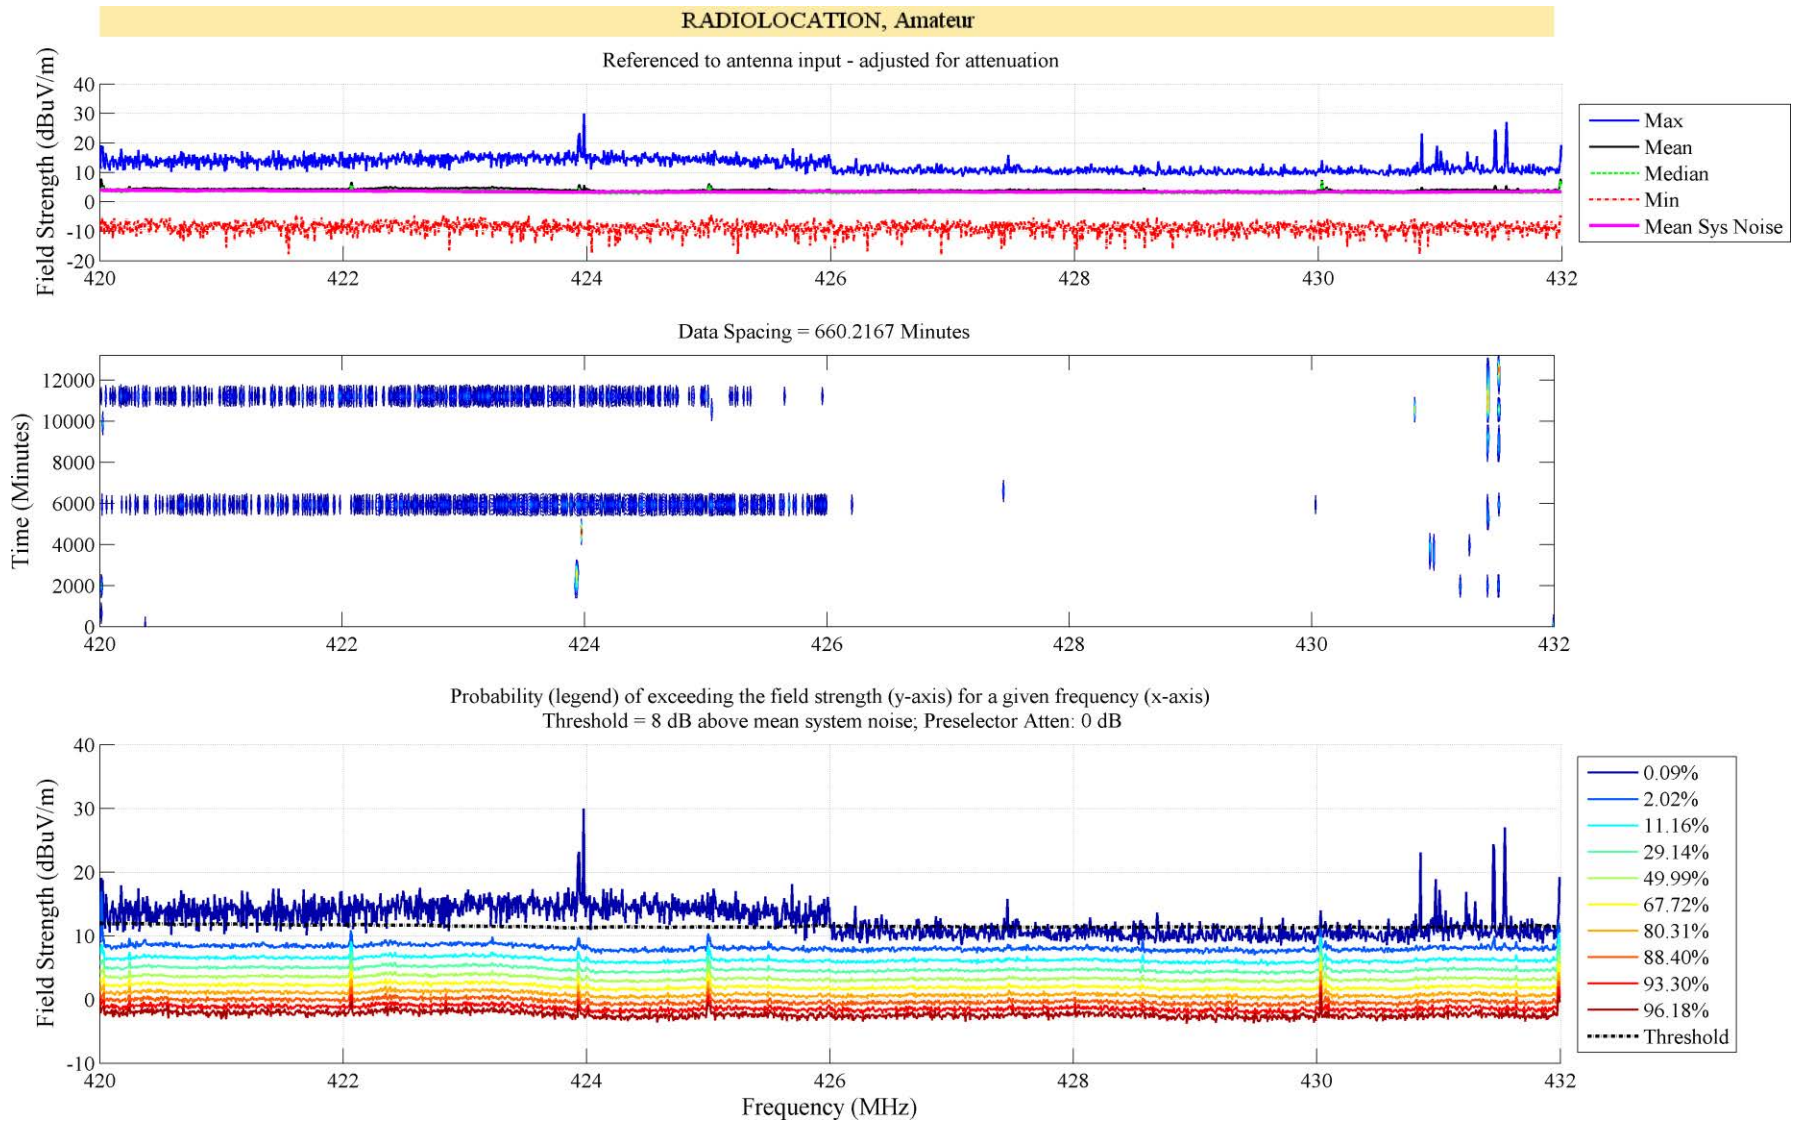 RADIOLOCATION, Amateur
Referenced to antenna input - adjusted for attenuation
Field Strength (dBuV/m)
40
30
20
10
0
-10
-20
420 422 424 426 428 430 432
Max
Mean
Median
Min
Mean Sys Noise
Data Spacing = 660.2167 Minutes
Time (Minutes)
12000
10000
8000
6000
4000
2000
0
420 422 424 426 428 430 432
Probability (legend) of exceeding the field strength (y-axis) for a given frequency (x-axis)
Threshold = 8 dB above mean system noise; Preselector Atten: 0 dB
Field Strength (dBuV/m)
40
30
20
10
0
-10
420 422 424 426 428 430 432
Frequency (MHz)
0.09%
2.02%
11.16%
29.14%
49.99%
67.72%
80.31%
88.40%
93.30%
96.18%
Threshold